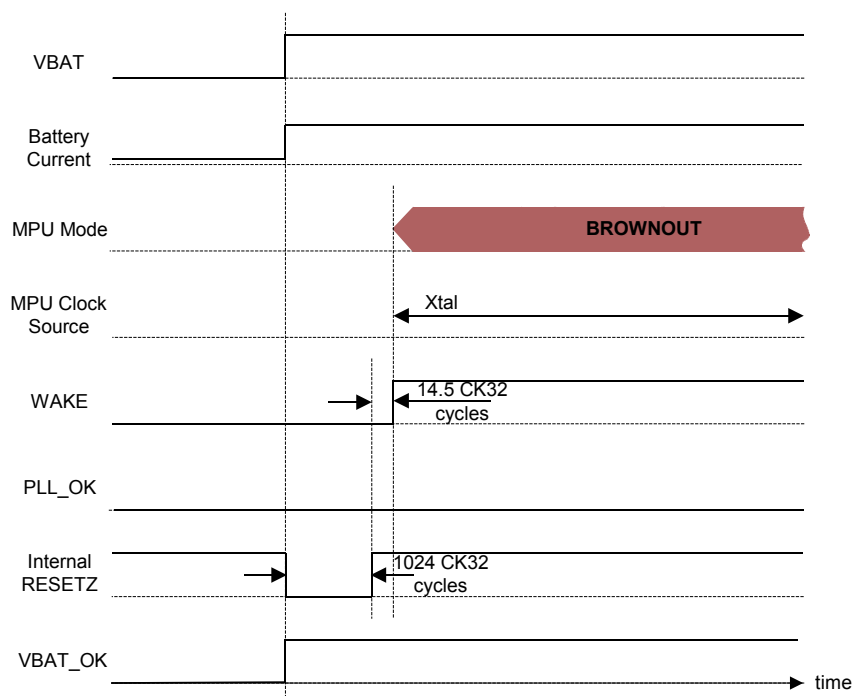 VBAT
Battery
Current
MPU Mode
BROWNOUT
MPU Clock
Source
Xtal
WAKE
14.5 CK32
cycles
PLL_OK
Internal
RESETZ
1024 CK32
cycles
VBAT_OK
time